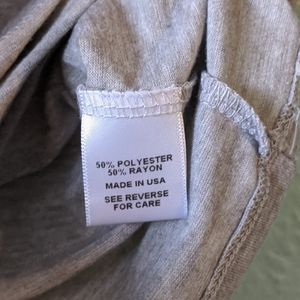 50% POLYESTER
50% RAYON
MADE IN USA
SEE REVERSE
FOR CARE